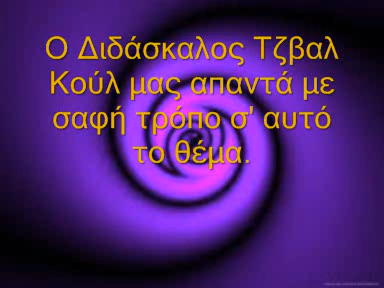 Ο Διδάσκαλος Τζβαλ
Κούλ μας απαντά με
σαφή τρόπο σ' αυτό
το θέμα.